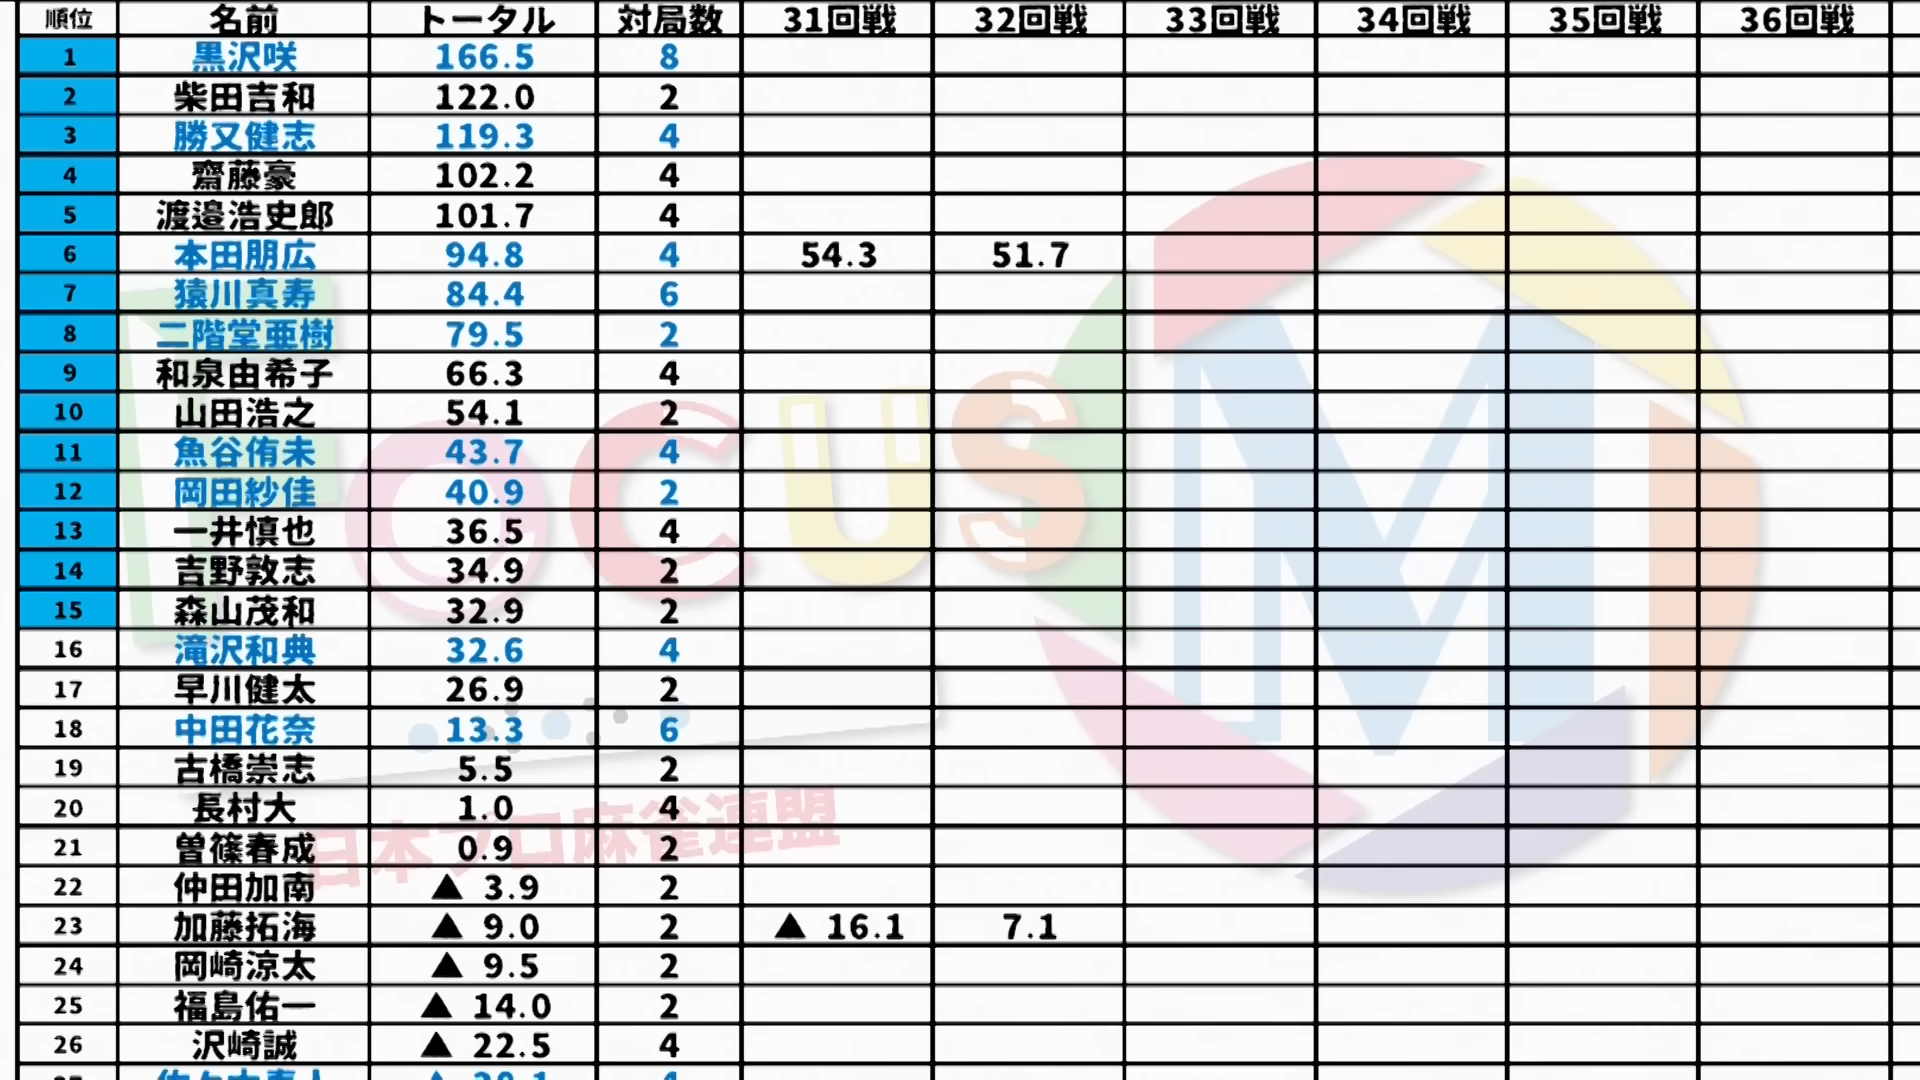 順位 名前 トータル 対局数 31回戦 32回戦 33回戦 34回戦 35回戦 36回戦
1 黒沢咲 166.5 8
2 柴田吉和 122.0 2
3 勝又健志 119.3 4
4 齋藤豪 102.2 4
5 渡邉浩史郎 101.7 4
6 本田朋広 94.8 4 54.3 51.7
7 猿川真寿 84.4 6
8 二階堂亜樹 79.5 2
9 和泉由希子 66.3 4
10 山田浩之 54.1 2
11 魚谷侑未 43.7 4
12 岡田紗佳 40.9 2
13 一井慎也 36.5 4
14 吉野敦志 34.9 2
15 森山茂和 32.9 2
16 滝沢和典 32.6 4
17 早川健太 26.9 2
18 中田花奈 13.3 6
19 古橋崇志 5.5 2
20 長村大 1.0 4
21 曽篠春成 0.9 2
22 仲田加南 ▲ 3.9 2
23 加藤拓海 ▲ 9.0 2 ▲ 16.1 7.1
24 岡崎涼太 ▲ 9.5 2
25 福島佑一 ▲ 14.0 2
26 沢崎誠 ▲ 22.5 4
FOCUS M
日本プロ麻雀連盟